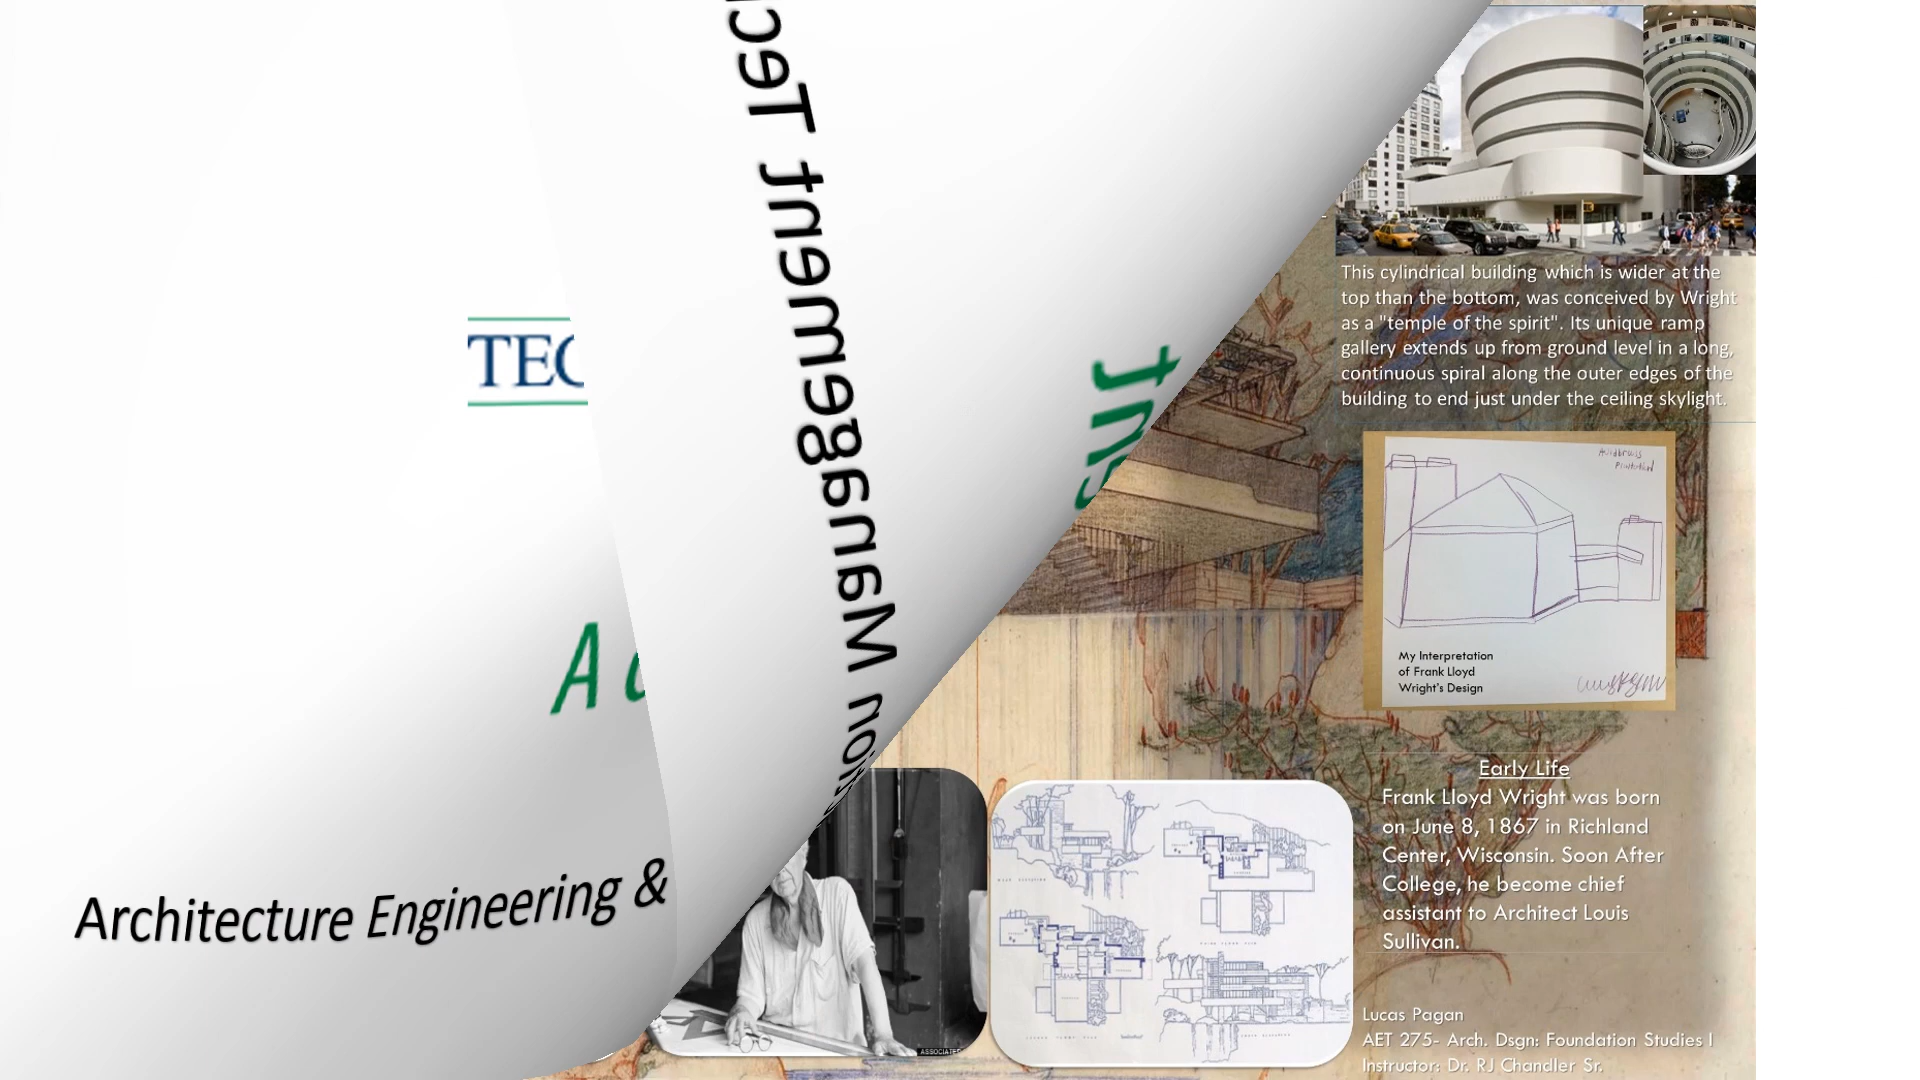 TEC
A
Architecture Engineering &
Management
This cylindrical building which is wider at the
top than the bottom, was conceived by Wright
as a "temple of the spirit". Its unique ramp
gallery extends up from ground level in a long,
continuous spiral along the outer edges of the
building to end just under the ceiling skylight.
My Interpretation
of Frank Lloyd
Wright's Design
Early Life
Frank Lloyd Wright was born
on June 8, 1867 in Richland
Center, Wisconsin. Soon After
College, he become chief
assistant to Architect Louis
Sullivan.
Lucas Pagan
AET 275- Arch. Dsgn: Foundation Studies I
Instructor: Dr. RJ Chandler Sr.
ASSOCIATED